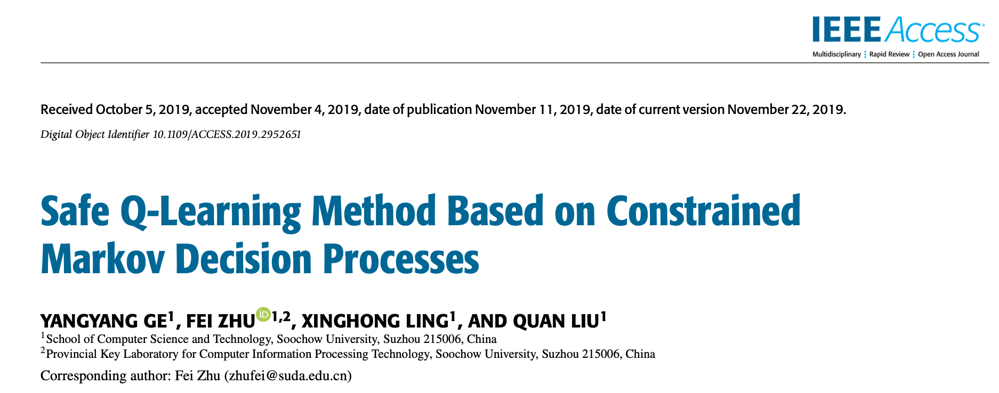 IEEE Access
Multidisciplinary Rapid Review Open Access Journal
Received October 5, 2019, accepted November 4, 2019, date of publication November 11, 2019, date of current version November 22, 2019.
Digital Object Identifier 10.1109/ACCESS.2019.2952651
Safe Q-Learning Method Based on Constrained
Markov Decision Processes
YANGYANG GE1, FEI ZHU iD 1,2, XINGHONG LING1, AND QUAN LIU1
1School of Computer Science and Technology, Soochow University, Suzhou 215006, China
2Provincial Key Laboratory for Computer Information Processing Technology, Soochow University, Suzhou 215006, China
Corresponding author: Fei Zhu (zhufei@suda.edu.cn)